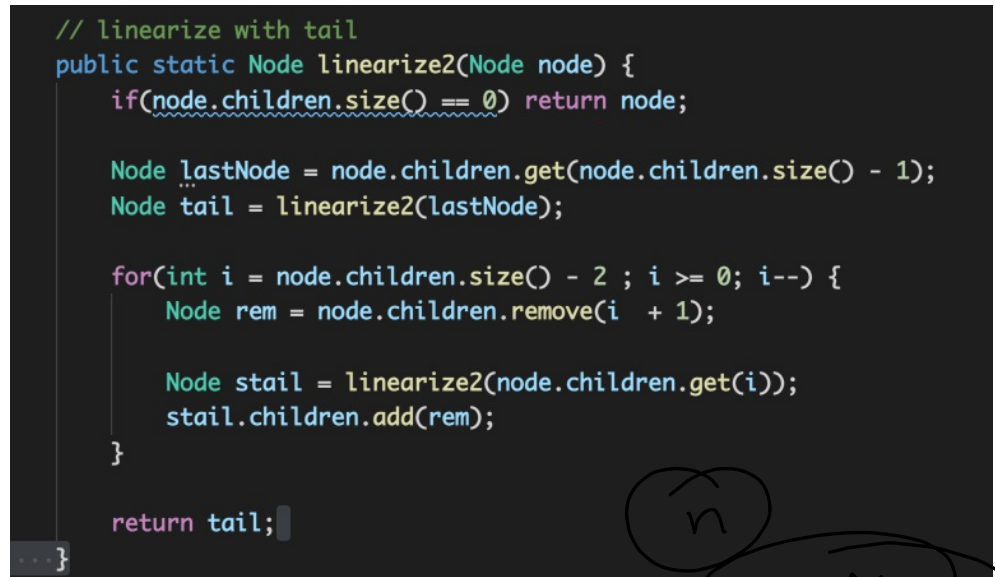 // linearize with tail
public static Node linearize2(Node node) {
if(node.children.size() == 0) return node;
Node lastNode = node.children.get(node.children.size() - 1);
Node tail = linearize2(lastNode);
for(int i = node.children.size() - 2 ; i >= 0; i--) {
Node rem = node.children.remove(i  + 1);
Node stail = linearize2(node.children.get(i));
stail.children.add(rem);
}
return tail;
n
}